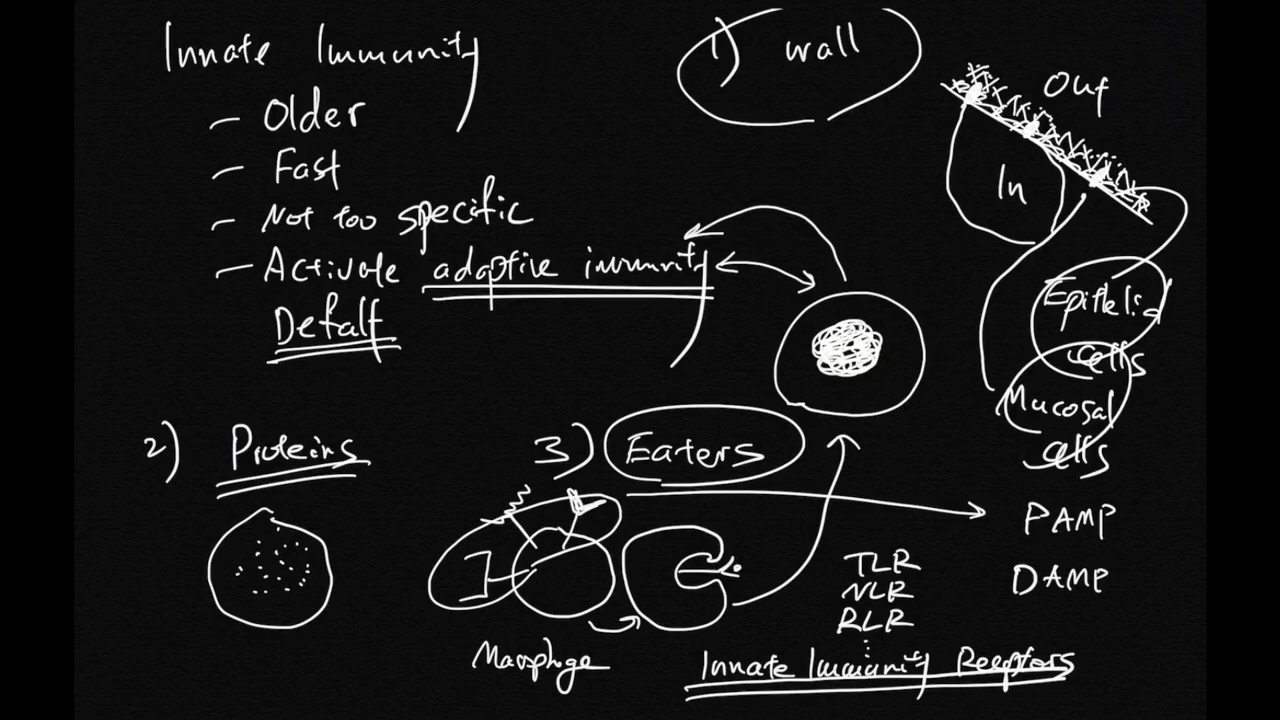 Innate Immunity
- Older
- Fast
- Not too specific
- Activate adaptive immunity
Defalt
1) wall
Out
In
Epithelial
cells
Mucosal
cells
2) Proteins
3) Eaters
Macrophage
PAMP
DAMP
TLR
NLR
RLR
Innate Immunity Receptors